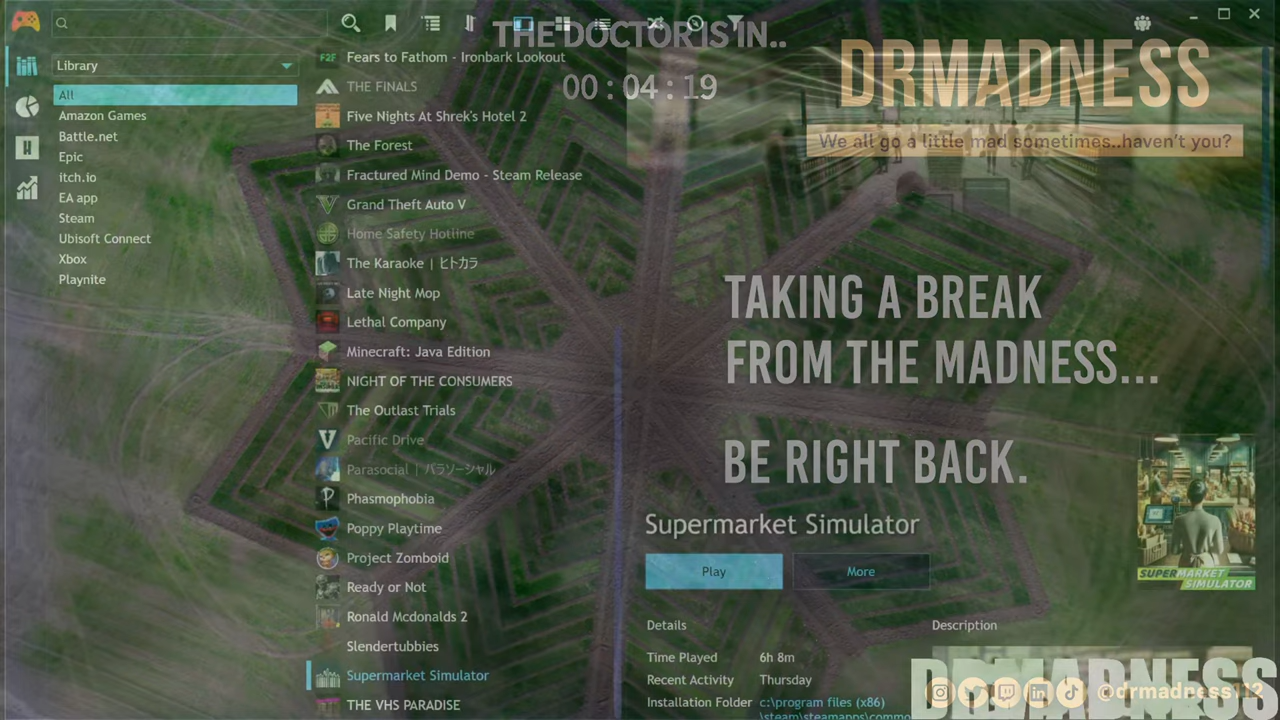 THE DOCTOR IS IN..
00 : 04 : 19
DRMADNESS
We all go a little mad sometimes..haven't you?
Library
All
Amazon Games
Battle.net
Epic
itch.io
EA app
Steam
Ubisoft Connect
Xbox
Playnite
F2F Fears to Fathom - Ironbark Lookout
THE FINALS
Five Nights At Shrek's Hotel 2
The Forest
Fractured Mind Demo - Steam Release
Grand Theft Auto V
Home Safety Hotline
The Karaoke | ヒトカラ
Late Night Mop
Lethal Company
Minecraft: Java Edition
NIGHT OF THE CONSUMERS
The Outlast Trials
Pacific Drive
Parasocial | パラソーシャル
Phasmophobia
Poppy Playtime
Project Zomboid
Ready or Not
Ronald Mcdonalds 2
Slendertubbies
Supermarket Simulator
THE VHS PARADISE
TAKING A BREAK
FROM THE MADNESS...
BE RIGHT BACK.
Supermarket Simulator
Play More
SUPERMARKET
SIMULATOR
Details
Time Played 6h 8m
Recent Activity Thursday
Installation Folder c:\program files (x86)
\steam\steamapps\commo
Description
DRMADNESS
@drmadness112